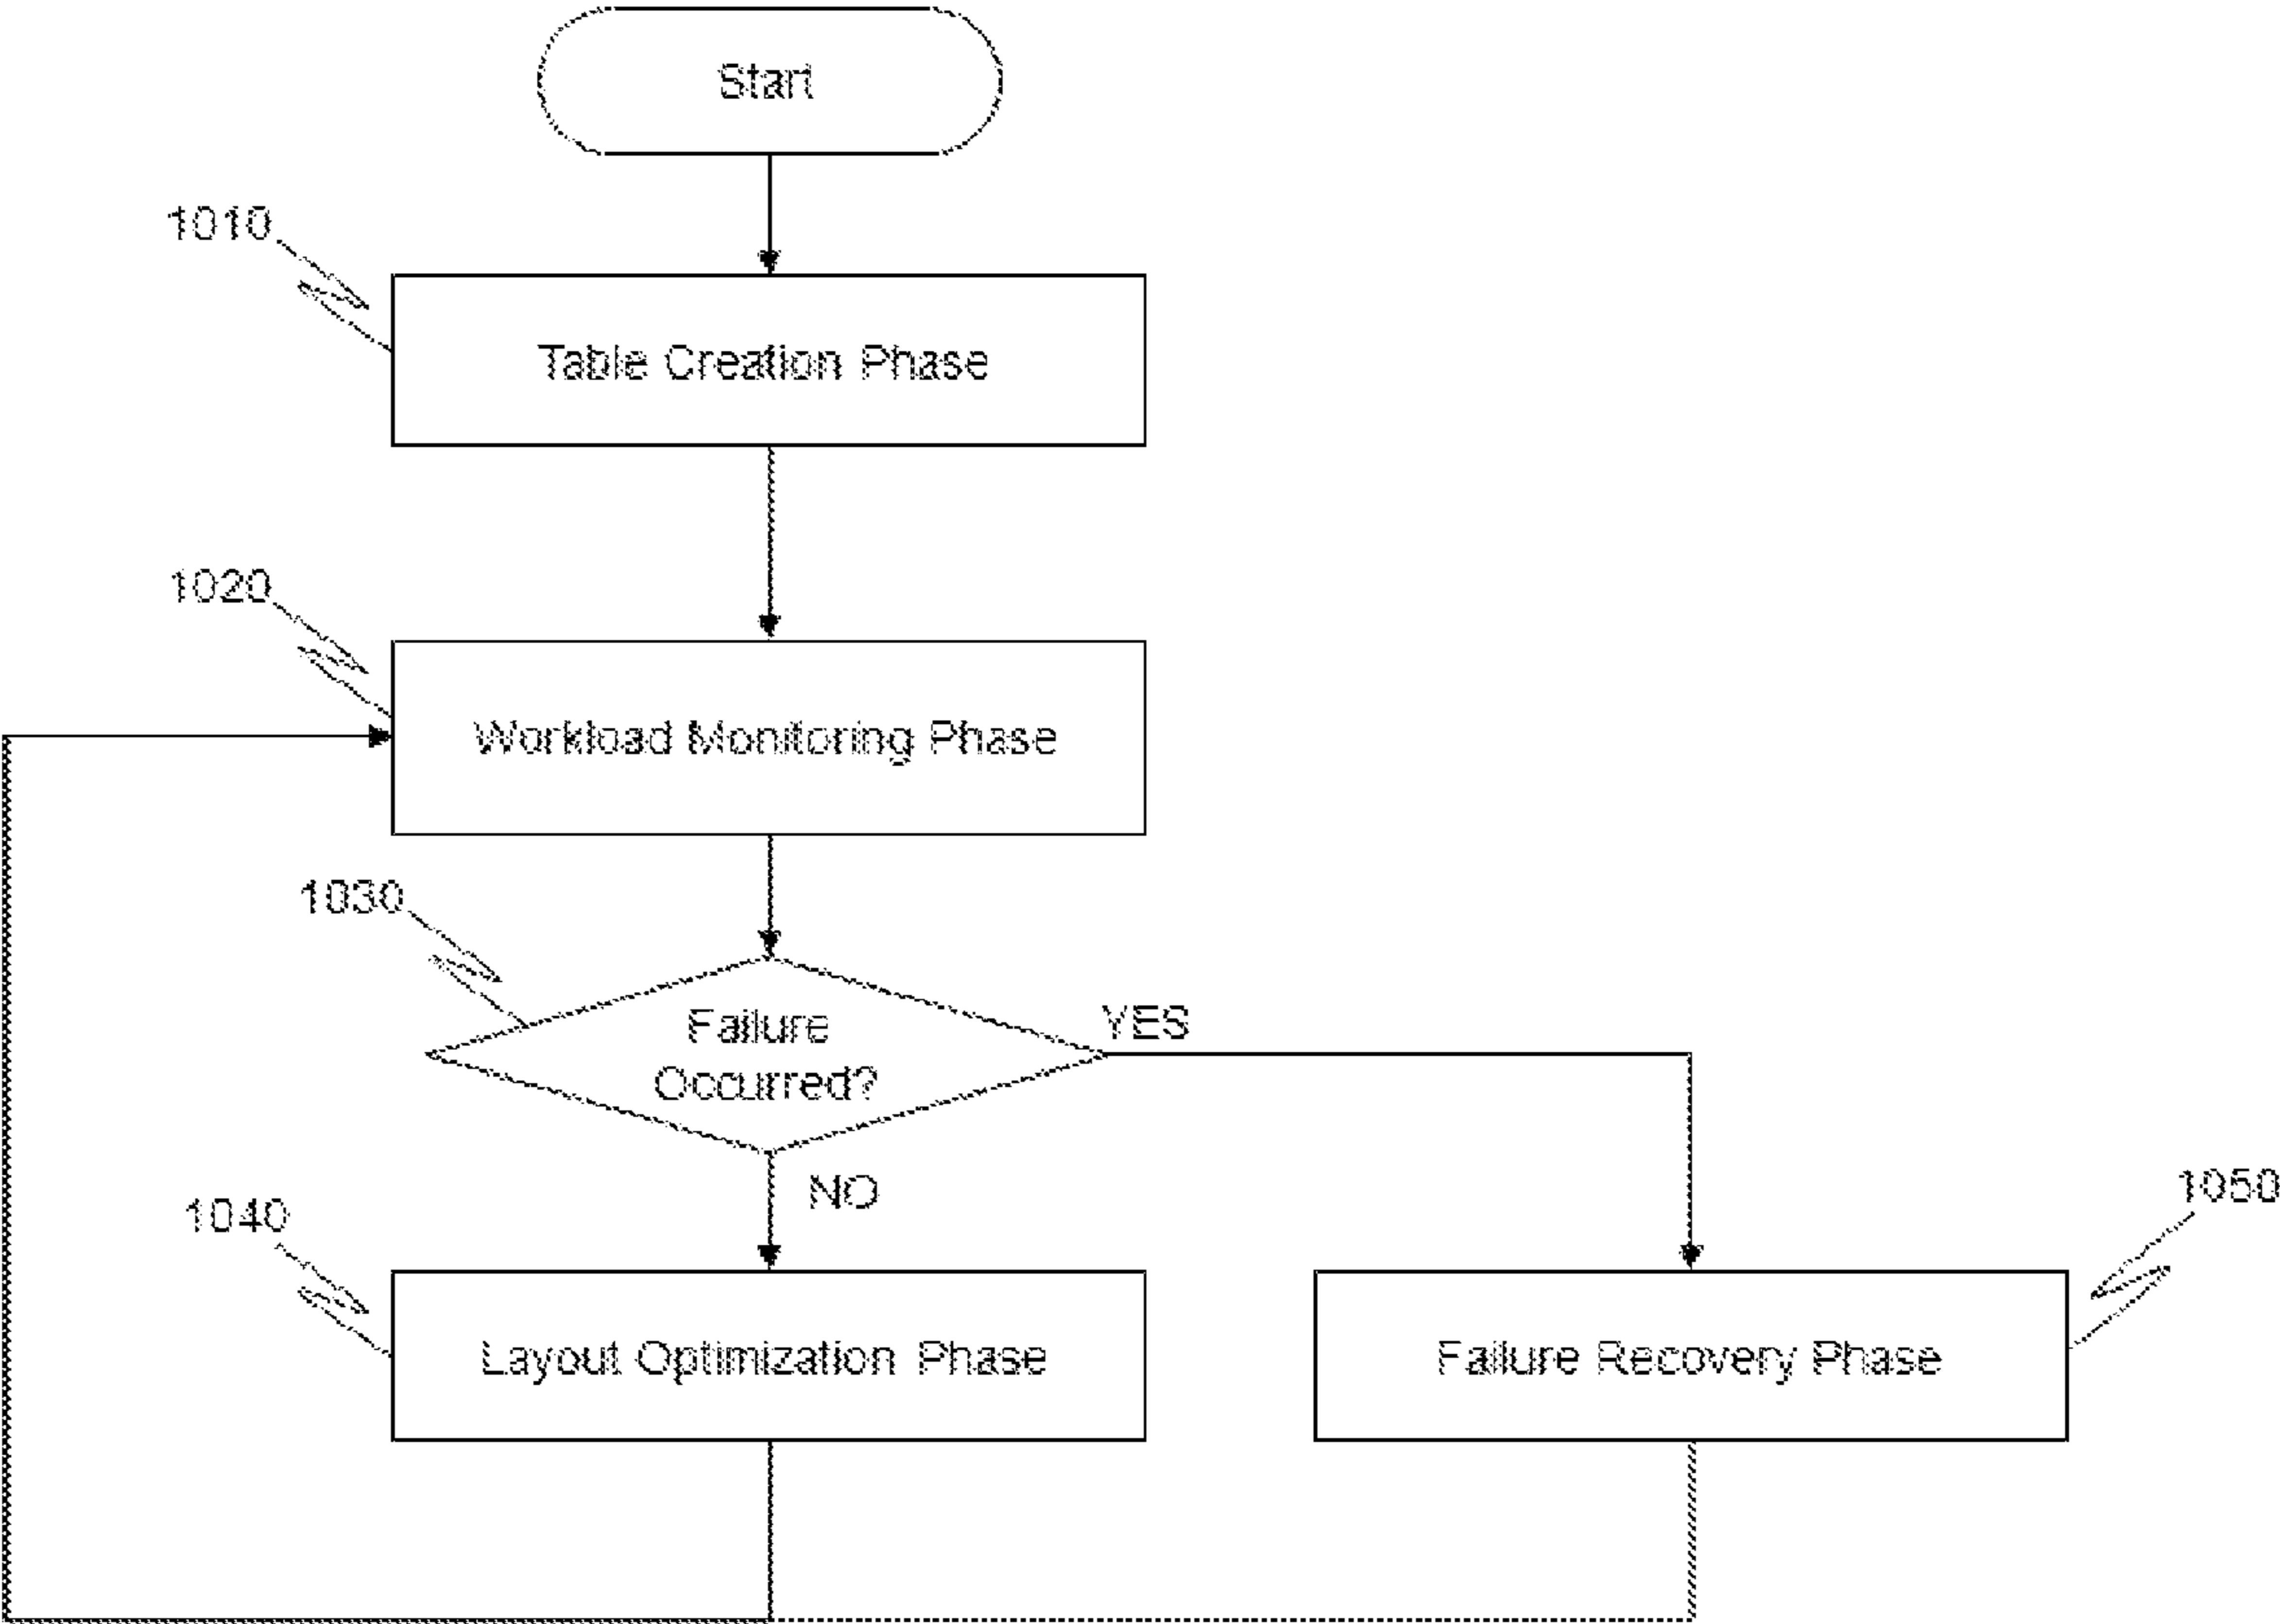 Start
1010
Table Creation Phase
1020
Workload Monitoring Phase
1030
Failure
Occurred?
YES
NO
1040
1050
Layout Optimization Phase
Failure Recovery Phase